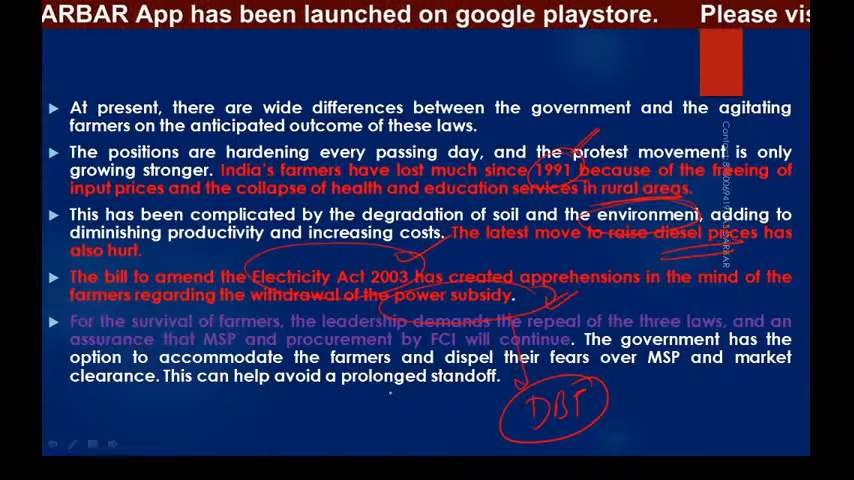 ARBAR App has been launched on google playstore. Please vis
At present, there are wide differences between the government and the agitating
farmers on the anticipated outcome of these laws.
The positions are hardening every passing day, and the protest movement is only
growing stronger. India's farmers have lost much since 1991 because of the freeing of
input prices and the collapse of health and education services in rural areas.
This has been complicated by the degradation of soil and the environment, adding to
diminishing productivity and increasing costs. The latest move to raise diesel prices has
also hurt.
The bill to amend the Electricity Act 2003 has created apprehensions in the mind of the
farmers regarding the withdrawal of the power subsidy.
For the survival of farmers, the leadership demands the repeal of the three laws, and an
assurance that MSP and procurement by FCI will continue. The government has the
option to accommodate the farmers and dispel their fears over MSP and market
clearance. This can help avoid a prolonged standoff.
DBT